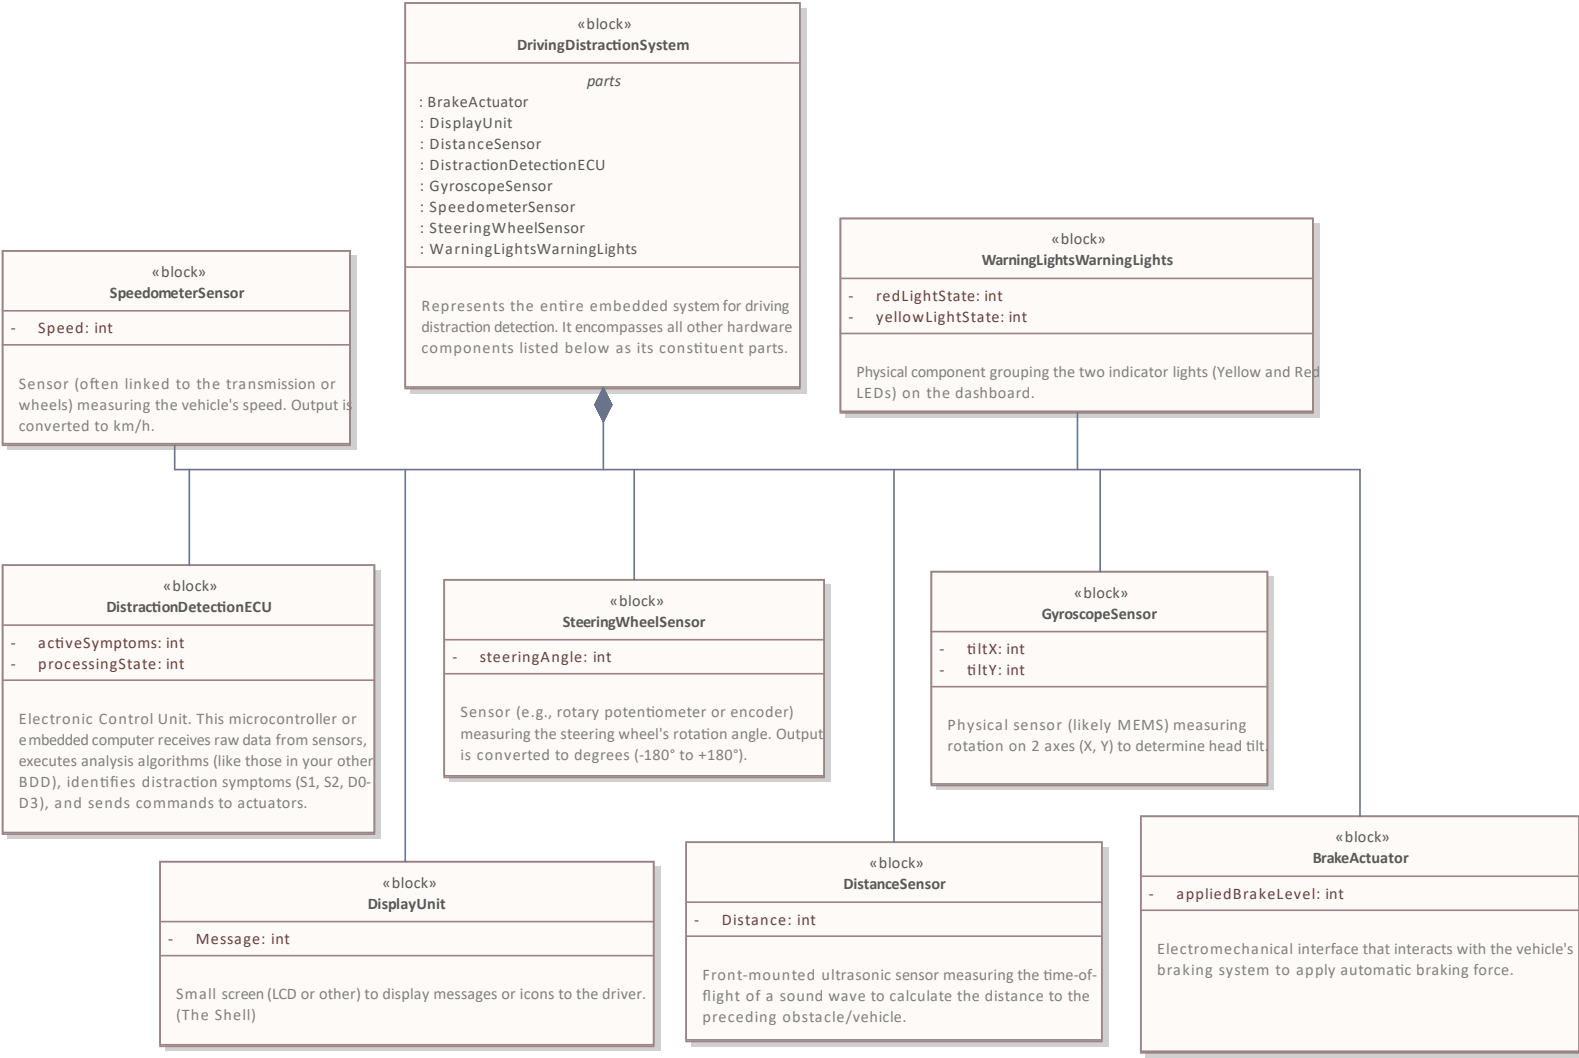 «block»
DrivingDistractionSystem
parts
: BrakeActuator
: DisplayUnit
: DistanceSensor
: DistractionDetectionECU
: GyroscopeSensor
: SpeedometerSensor
: SteeringWheelSensor
: WarningLightsWarningLights
Represents the entire embedded system for driving
distraction detection. It encompasses all other hardware
components listed below as its constituent parts.
«block»
SpeedometerSensor
- Speed: int
Sensor (often linked to the transmission or
wheels) measuring the vehicle's speed. Output is
converted to km/h.
«block»
WarningLightsWarningLights
- redLightState: int
- yellowLightState: int
Physical component grouping the two indicator lights (Yellow and Red
LEDs) on the dashboard.
«block»
DistractionDetectionECU
- activeSymptoms: int
- processingState: int
Electronic Control Unit. This microcontroller or
embedded computer receives raw data from sensors,
executes analysis algorithms (like those in your other
BDD), identifies distraction symptoms (S1, S2, D0-
D3), and sends commands to actuators.
«block»
SteeringWheelSensor
- steeringAngle: int
Sensor (e.g., rotary potentiometer or encoder)
measuring the steering wheel's rotation angle. Output
is converted to degrees (-180° to +180°).
«block»
GyroscopeSensor
- tiltX: int
- tiltY: int
Physical sensor (likely MEMS) measuring
rotation on 2 axes (X, Y) to determine head tilt.
«block»
DisplayUnit
- Message: int
Small screen (LCD or other) to display messages or icons to the driver.
(The Shell)
«block»
DistanceSensor
- Distance: int
Front-mounted ultrasonic sensor measuring the time-of-
flight of a sound wave to calculate the distance to the
preceding obstacle/vehicle.
«block»
BrakeActuator
- appliedBrakeLevel: int
Electromechanical interface that interacts with the vehicle's
braking system to apply automatic braking force.